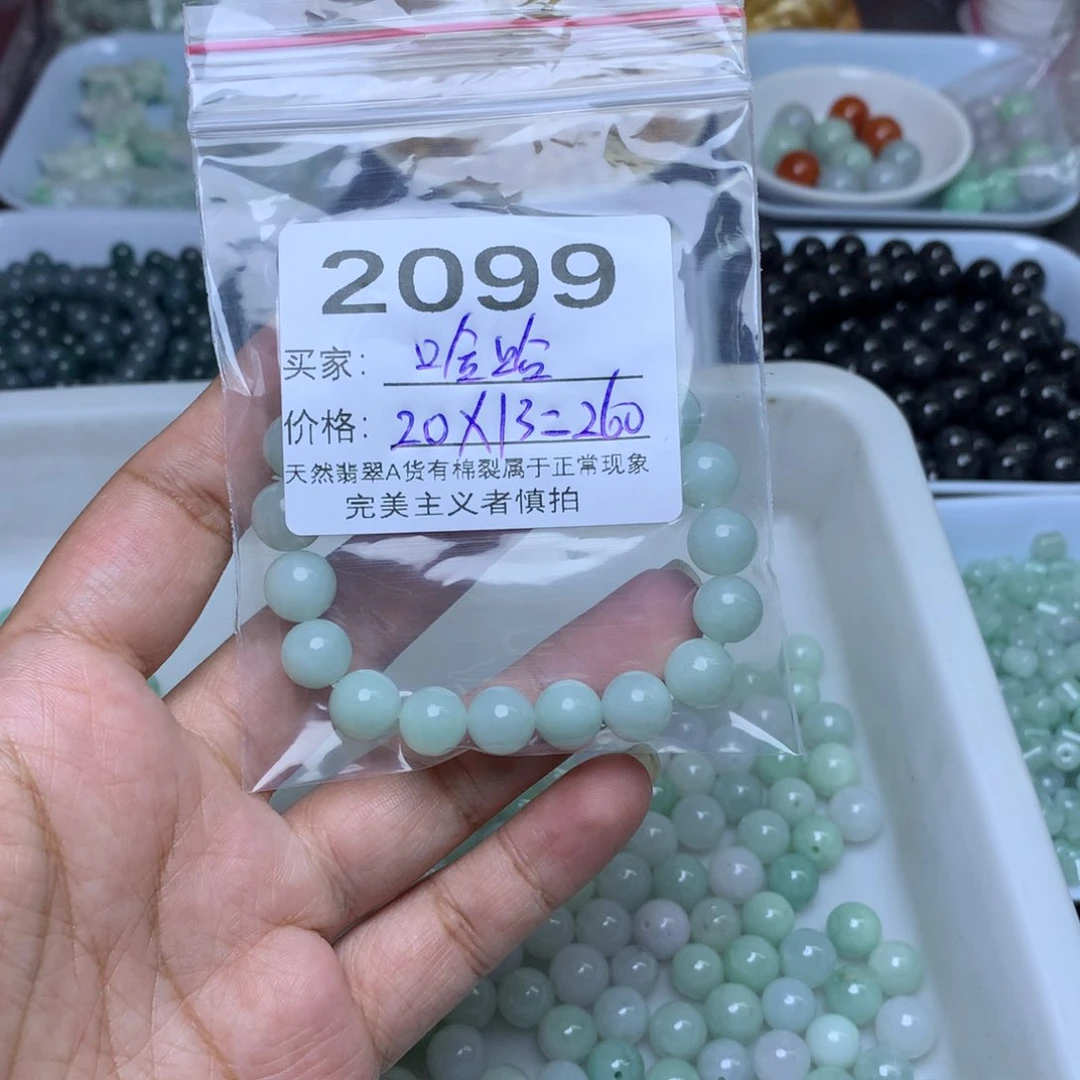 2099
买家: 哈哈
价格: 20X13=260
天然翡翠A货有棉裂属于正常现象
完美主义者慎拍